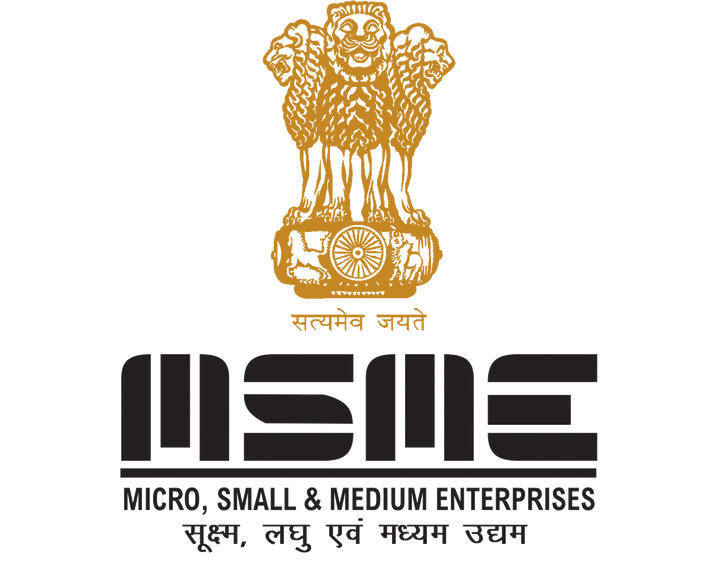 सत्यमेव जयते
MSME
MICRO, SMALL & MEDIUM ENTERPRISES
सूक्ष्म, लघु एवं मध्यम उद्यम